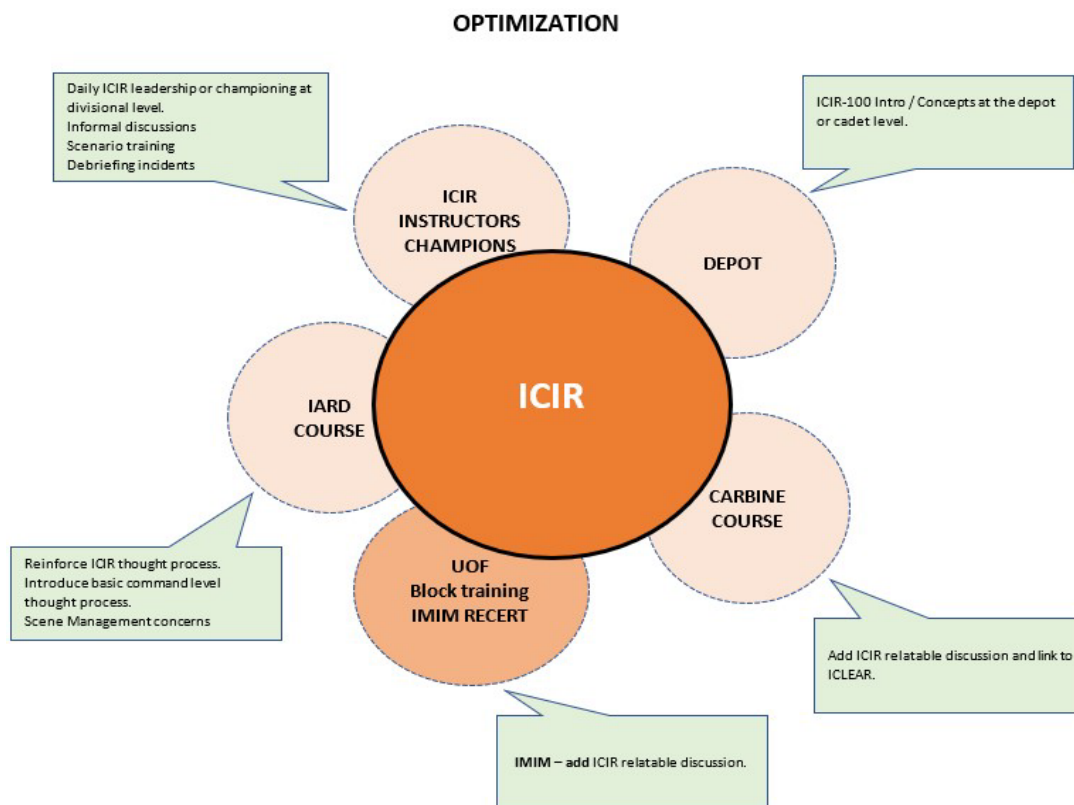 OPTIMIZATION
Daily ICIR leadership or championing at
divisional level.
Informal discussions
Scenario training
Debriefing incidents
ICIR-100 Intro / Concepts at the depot
or cadet level.
ICIR
INSTRUCTORS
CHAMPIONS
DEPOT
ICIR
IARD
COURSE
CARBINE
COURSE
UOF
Block training
IMIM RECERT
Reinforce ICIR thought process.
Introduce basic command level
thought process.
Scene Management concerns
Add ICIR relatable discussion and link to
ICLEAR.
IMIM – add ICIR relatable discussion.